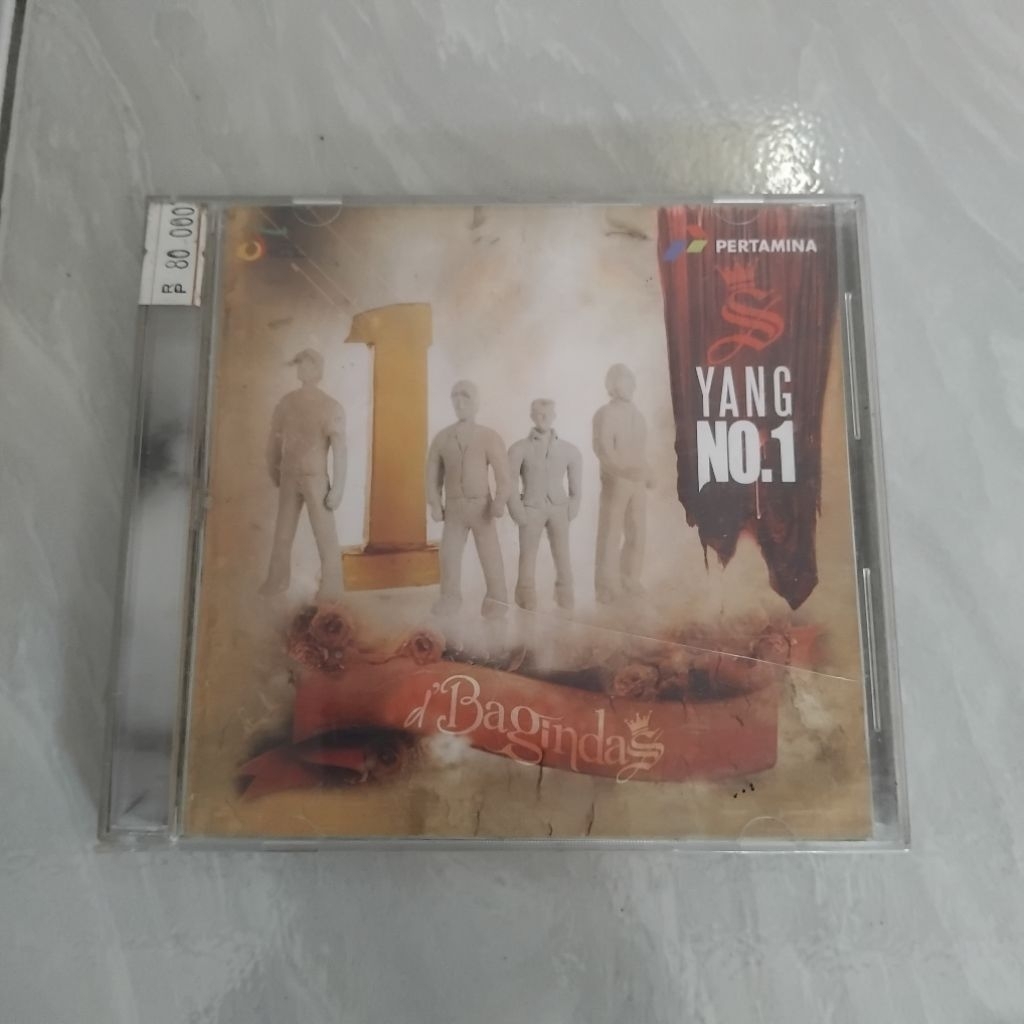 RP 80.000
PERTAMINA
S
YANG
NO.1
1
d'Bagindas